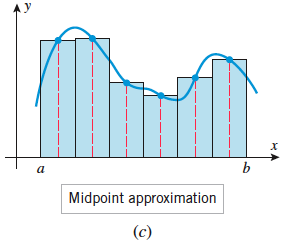 y
x
a b
Midpoint approximation
(c)